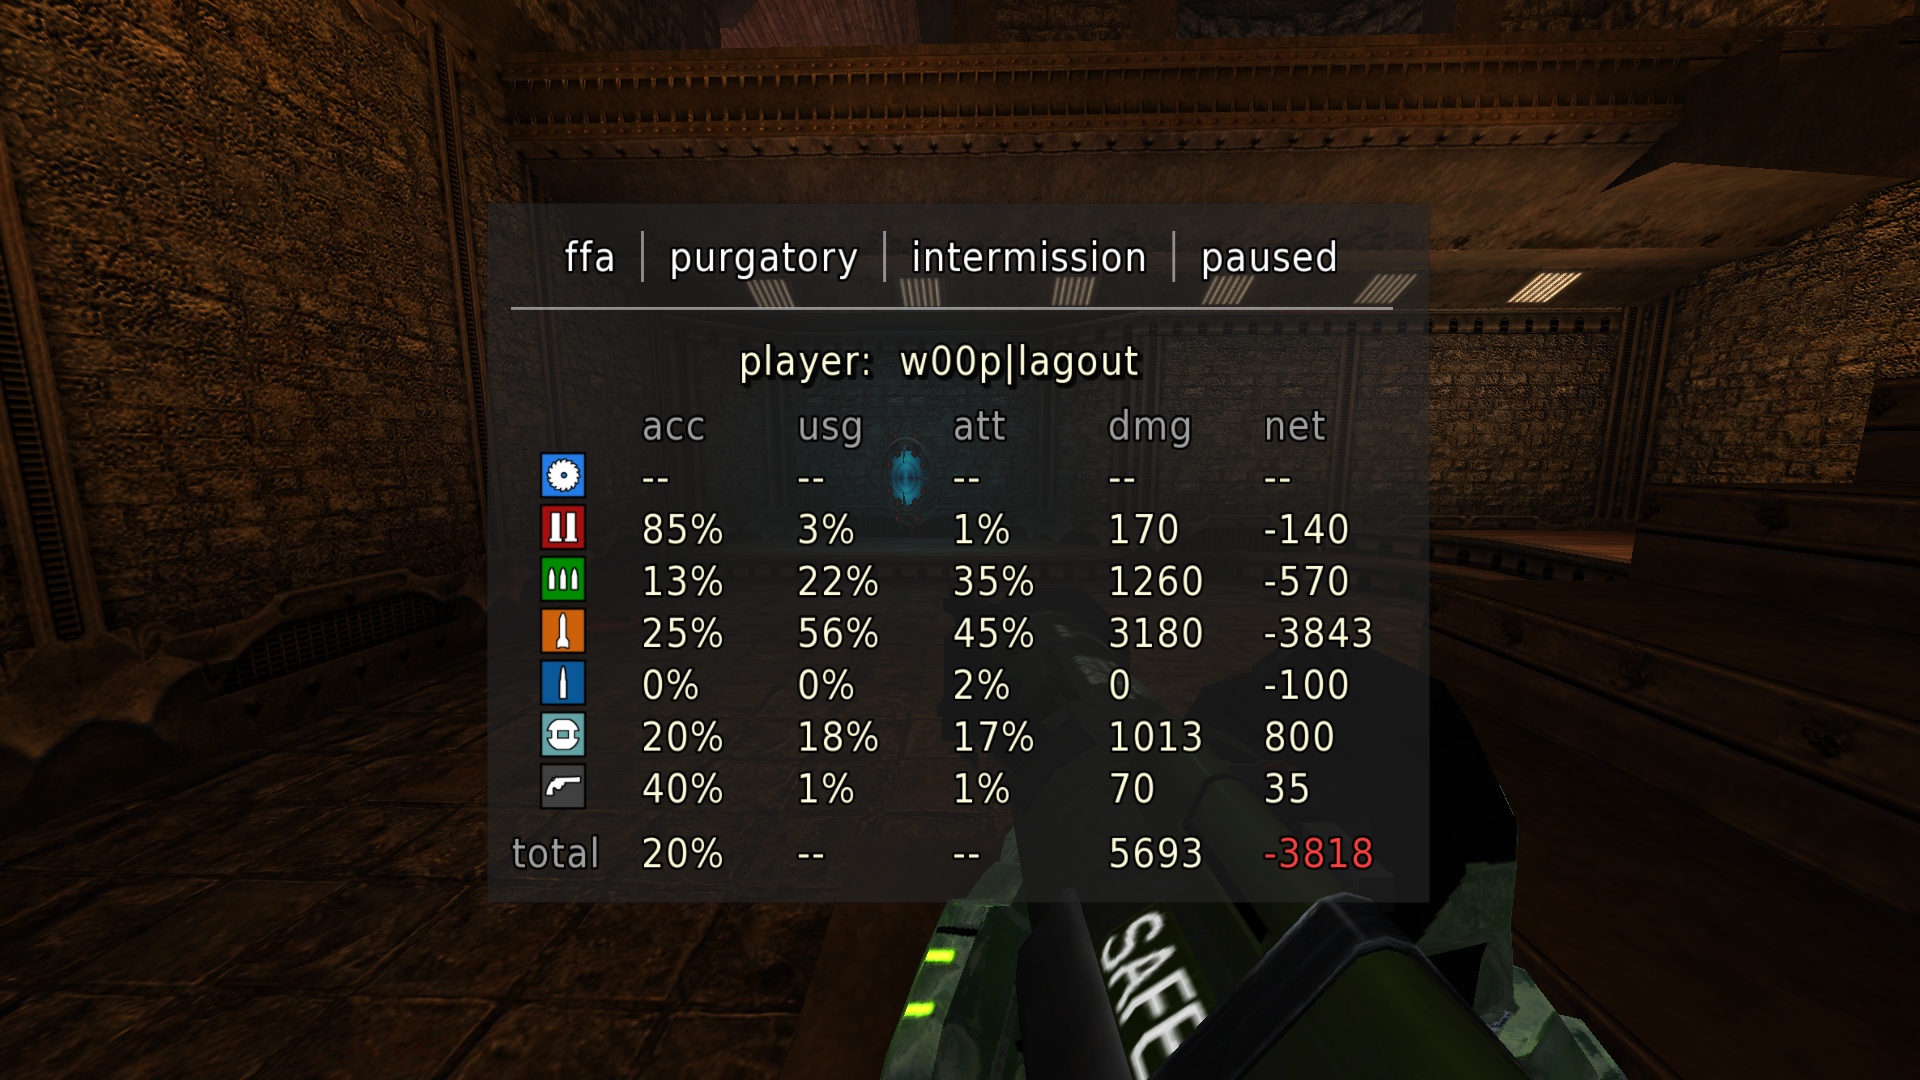 ffa | purgatory | intermission | paused
player: w00p|lagout
acc usg att dmg net
-- -- -- -- --
85% 3% 1% 170 -140
13% 22% 35% 1260 -570
25% 56% 45% 3180 -3843
0% 0% 2% 0 -100
20% 18% 17% 1013 800
40% 1% 1% 70 35
total 20% -- -- 5693 -3818
SAFE